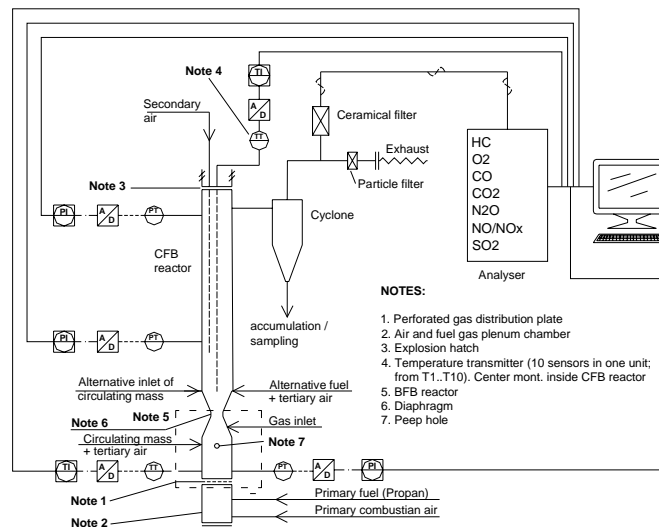 TI
Note 4
A
D
Secondary
air
TT
Ceramical filter
Exhaust
Particle filter
HC
O2
CO
CO2
N2O
NO/NOx
SO2
Analyser
Note 3
PI
A
D
PT
Cyclone
CFB
reactor
accumulation /
sampling
PI
A
D
PT
NOTES:
1. Perforated gas distribution plate
2. Air and fuel gas plenum chamber
3. Explosion hatch
4. Temperature transmitter (10 sensors in one unit;
from T1..T10). Center mont. inside CFB reactor
5. BFB reactor
6. Diaphragm
7. Peep hole
Alternative inlet of
circulating mass
Alternative fuel
+ tertiary air
Note 5
Note 6
Gas inlet
Circulating mass
+ tertiary air
Note 7
TI
A
D
TT
PT
A
D
PI
Note 1
Primary fuel (Propan)
Note 2
Primary combustian air